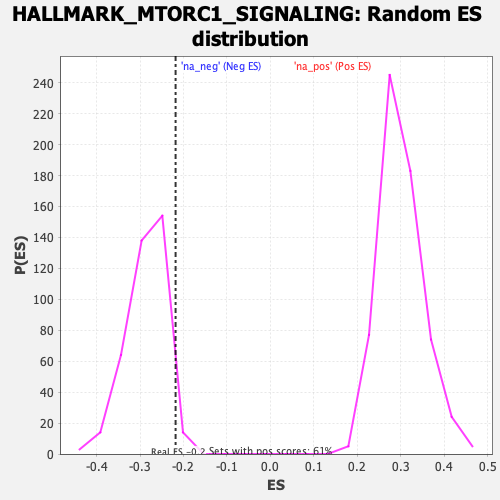 HALLMARK_MTORC1_SIGNALING: Random ES
distribution
'na_neg' (Neg ES)
'na_pos' (Pos ES)
240
220
200
180
160
140
120
100
80
60
40
20
0
P(ES)
Real ES -0.2
Sets with pos scores: 61%
-0.4 -0.3 -0.2 -0.1 0.0 0.1 0.2 0.3 0.4 0.5
ES